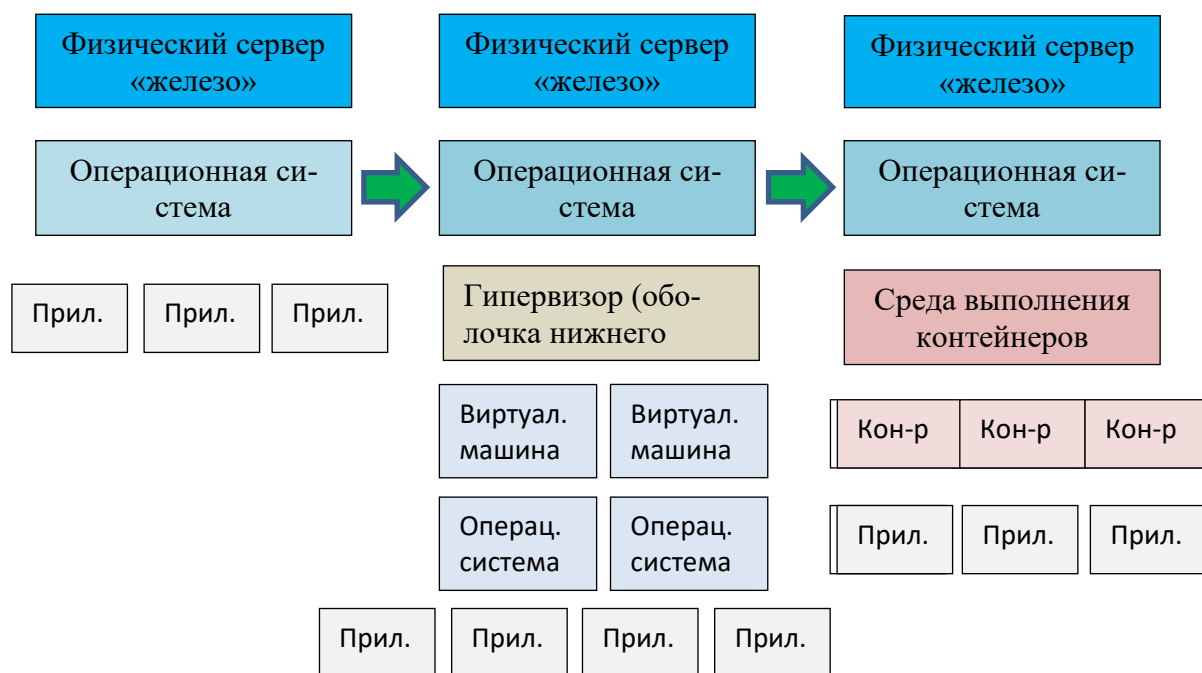 Физический сервер
«железо»
Физический сервер
«железо»
Физический сервер
«железо»
Операционная си-
стема
Операционная си-
стема
Операционная си-
стема
Прил.
Прил.
Прил.
Гипервизор (обо-
лочка нижнего
Среда выполнения
контейнеров
Виртуал.
машина
Виртуал.
машина
Кон-р
Кон-р
Кон-р
Операц.
система
Операц.
система
Прил.
Прил.
Прил.
Прил.
Прил.
Прил.
Прил.